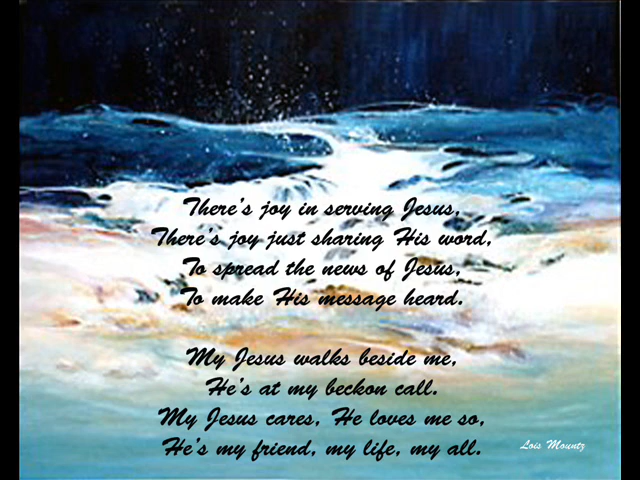 There's joy in serving Jesus,
There's joy just sharing His word,
To spread the news of Jesus,
To make His message heard.
My Jesus walks beside me,
He's at my beckon call.
My Jesus cares, He loves me so,
He's my friend, my life, my all.
Lois Mountz